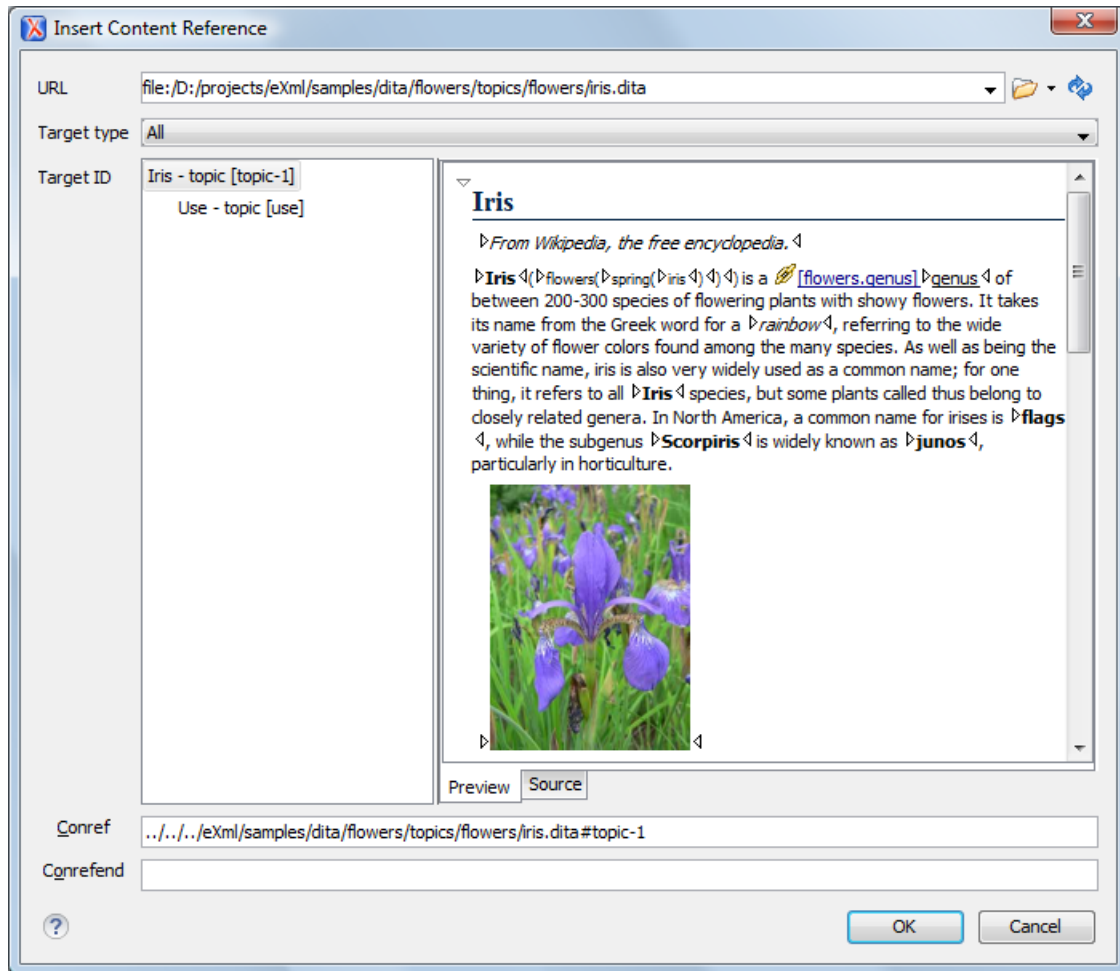 Insert Content Reference
URL
file:/D:/projects/eXml/samples/dita/flowers/topics/flowers/iris.dita
Target type
All
Target ID
Iris - topic [topic-1]
Use - topic [use]
Iris
From Wikipedia, the free encyclopedia.
Iris (flowers(spring(iris))) is a [flowers.genus] genus of
between 200-300 species of flowering plants with showy flowers. It takes
its name from the Greek word for a rainbow, referring to the wide
variety of flower colors found among the many species. As well as being the
scientific name, iris is also very widely used as a common name; for one
thing, it refers to all Iris species, but some plants called thus belong to
closely related genera. In North America, a common name for irises is flags
, while the subgenus Scorpiris is widely known as junos,
particularly in horticulture.
Preview
Source
Conref
../../../eXml/samples/dita/flowers/topics/flowers/iris.dita#topic-1
Conrefend
?
OK
Cancel